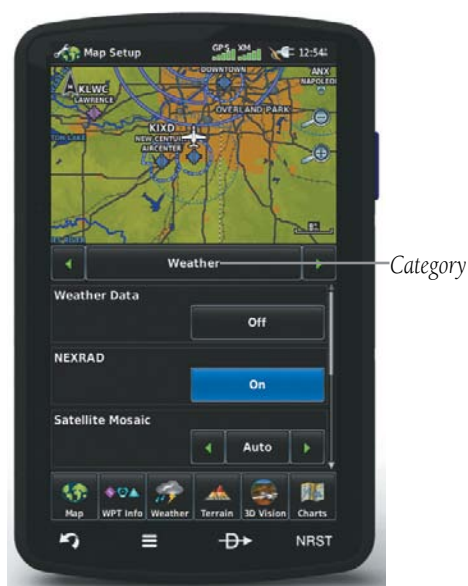 Map Setup
GPS XM
12:54
DOWNTOWN
ANX
NAPOLEO
KLWC
LAWRENCE
OVERLAND PARK
KIXD
NEW CENTUR
AIRCENTER
Weather
Category
Weather Data
Off
NEXRAD
On
Satellite Mosaic
Auto
Map
WPT Info
Weather
Terrain
3D Vision
Charts
NRST